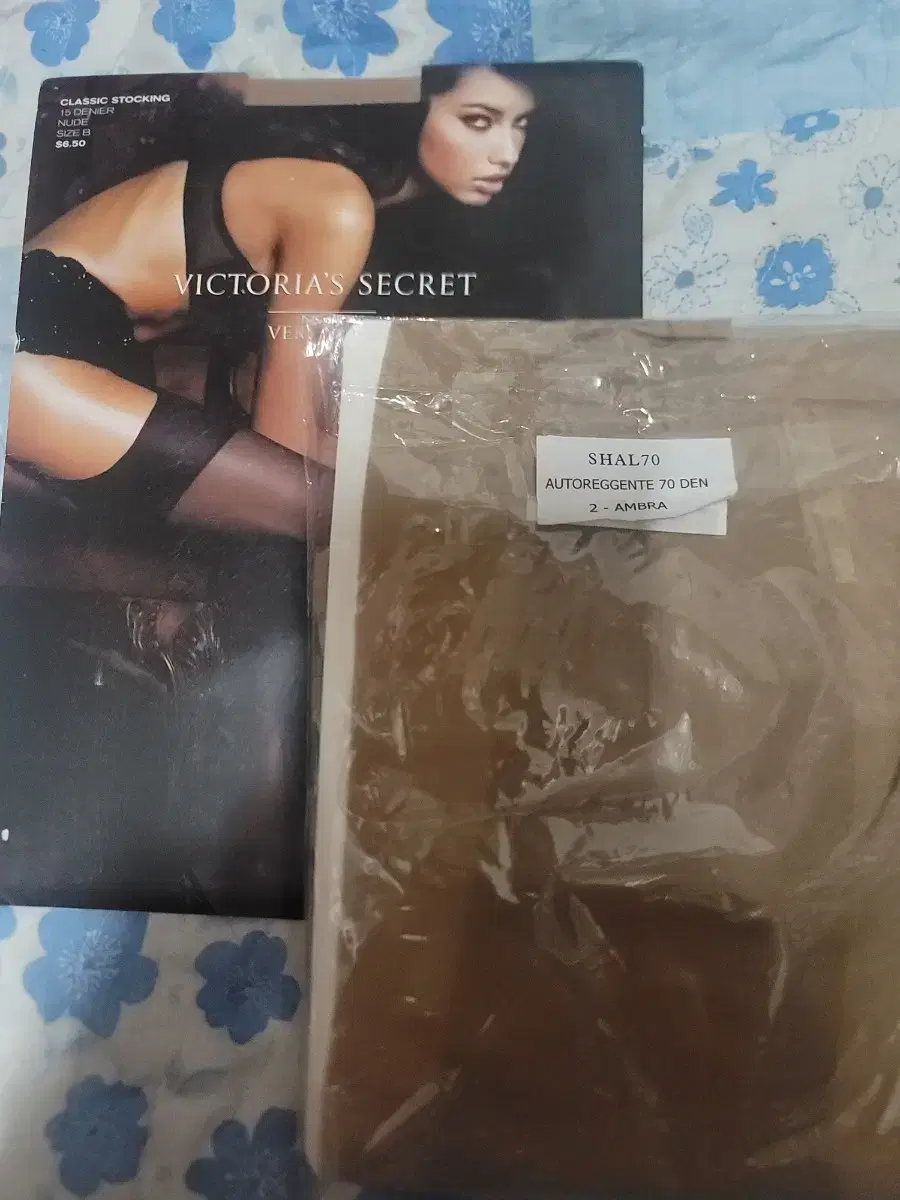 CLASSIC STOCKING
15 DENIER
NUDE
SIZE B
$6.50
VICTORIA'S SECRET
SHAL70
AUTOREGGENTE 70 DEN
2 - AMBRA